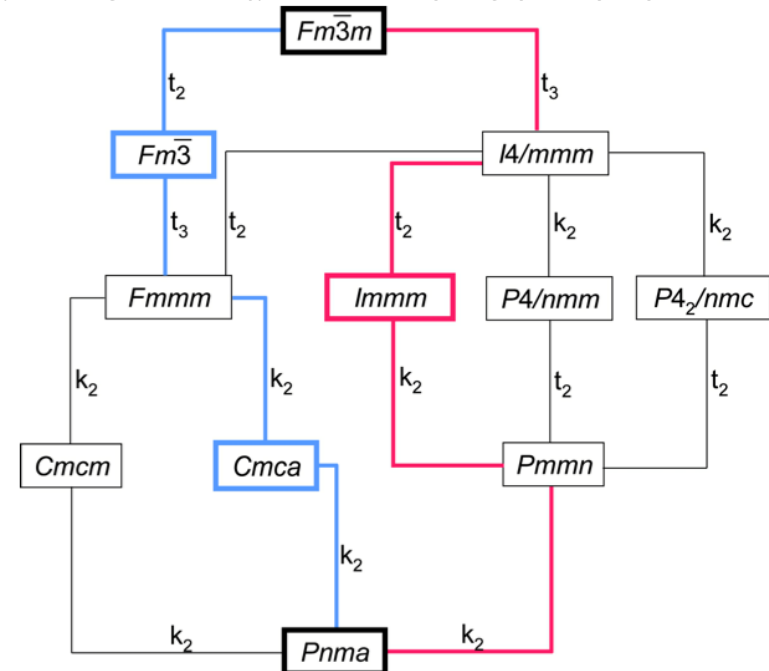 Fm3̅m
t₂
t₃
Fm3̅
I4/mmm
t₃
t₂
t₂
k₂
k₂
Fmmm
Immm
P4/nmm
P4₂/nmc
k₂
k₂
k₂
t₂
t₂
Cmcm
Cmca
Pmmn
k₂
k₂
k₂
Pnma